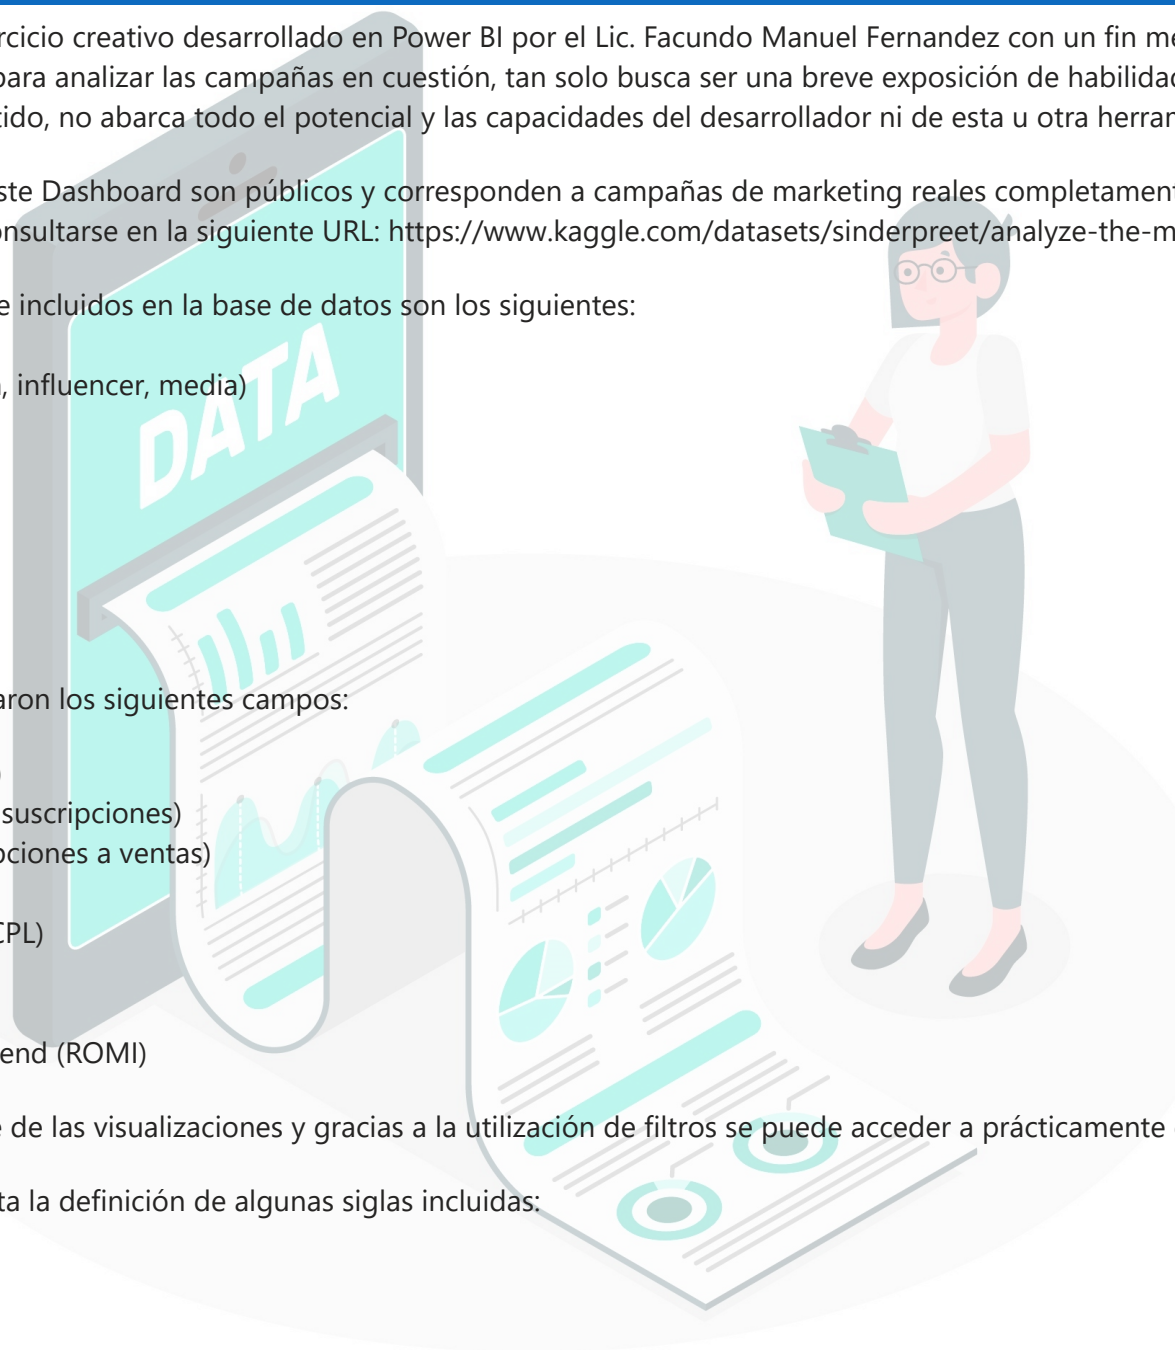 rcicio creativo desarrollado en Power BI por el Lic. Facundo Manuel Fernandez con un fin me
para analizar las campañas en cuestión, tan solo busca ser una breve exposición de habilidad
tido, no abarca todo el potencial y las capacidades del desarrollador ni de esta u otra herran
ste Dashboard son públicos y corresponden a campañas de marketing reales completament
onsultarse en la siguiente URL: https://www.kaggle.com/datasets/sinderpreet/analyze-the-m
e incluidos en la base de datos son los siguientes:
, influencer, media)
DATA
aron los siguientes campos:
)
suscripciones)
pciones a ventas)
CPL)
end (ROMI)
e de las visualizaciones y gracias a la utilización de filtros se puede acceder a prácticamente
ta la definición de algunas siglas incluidas: